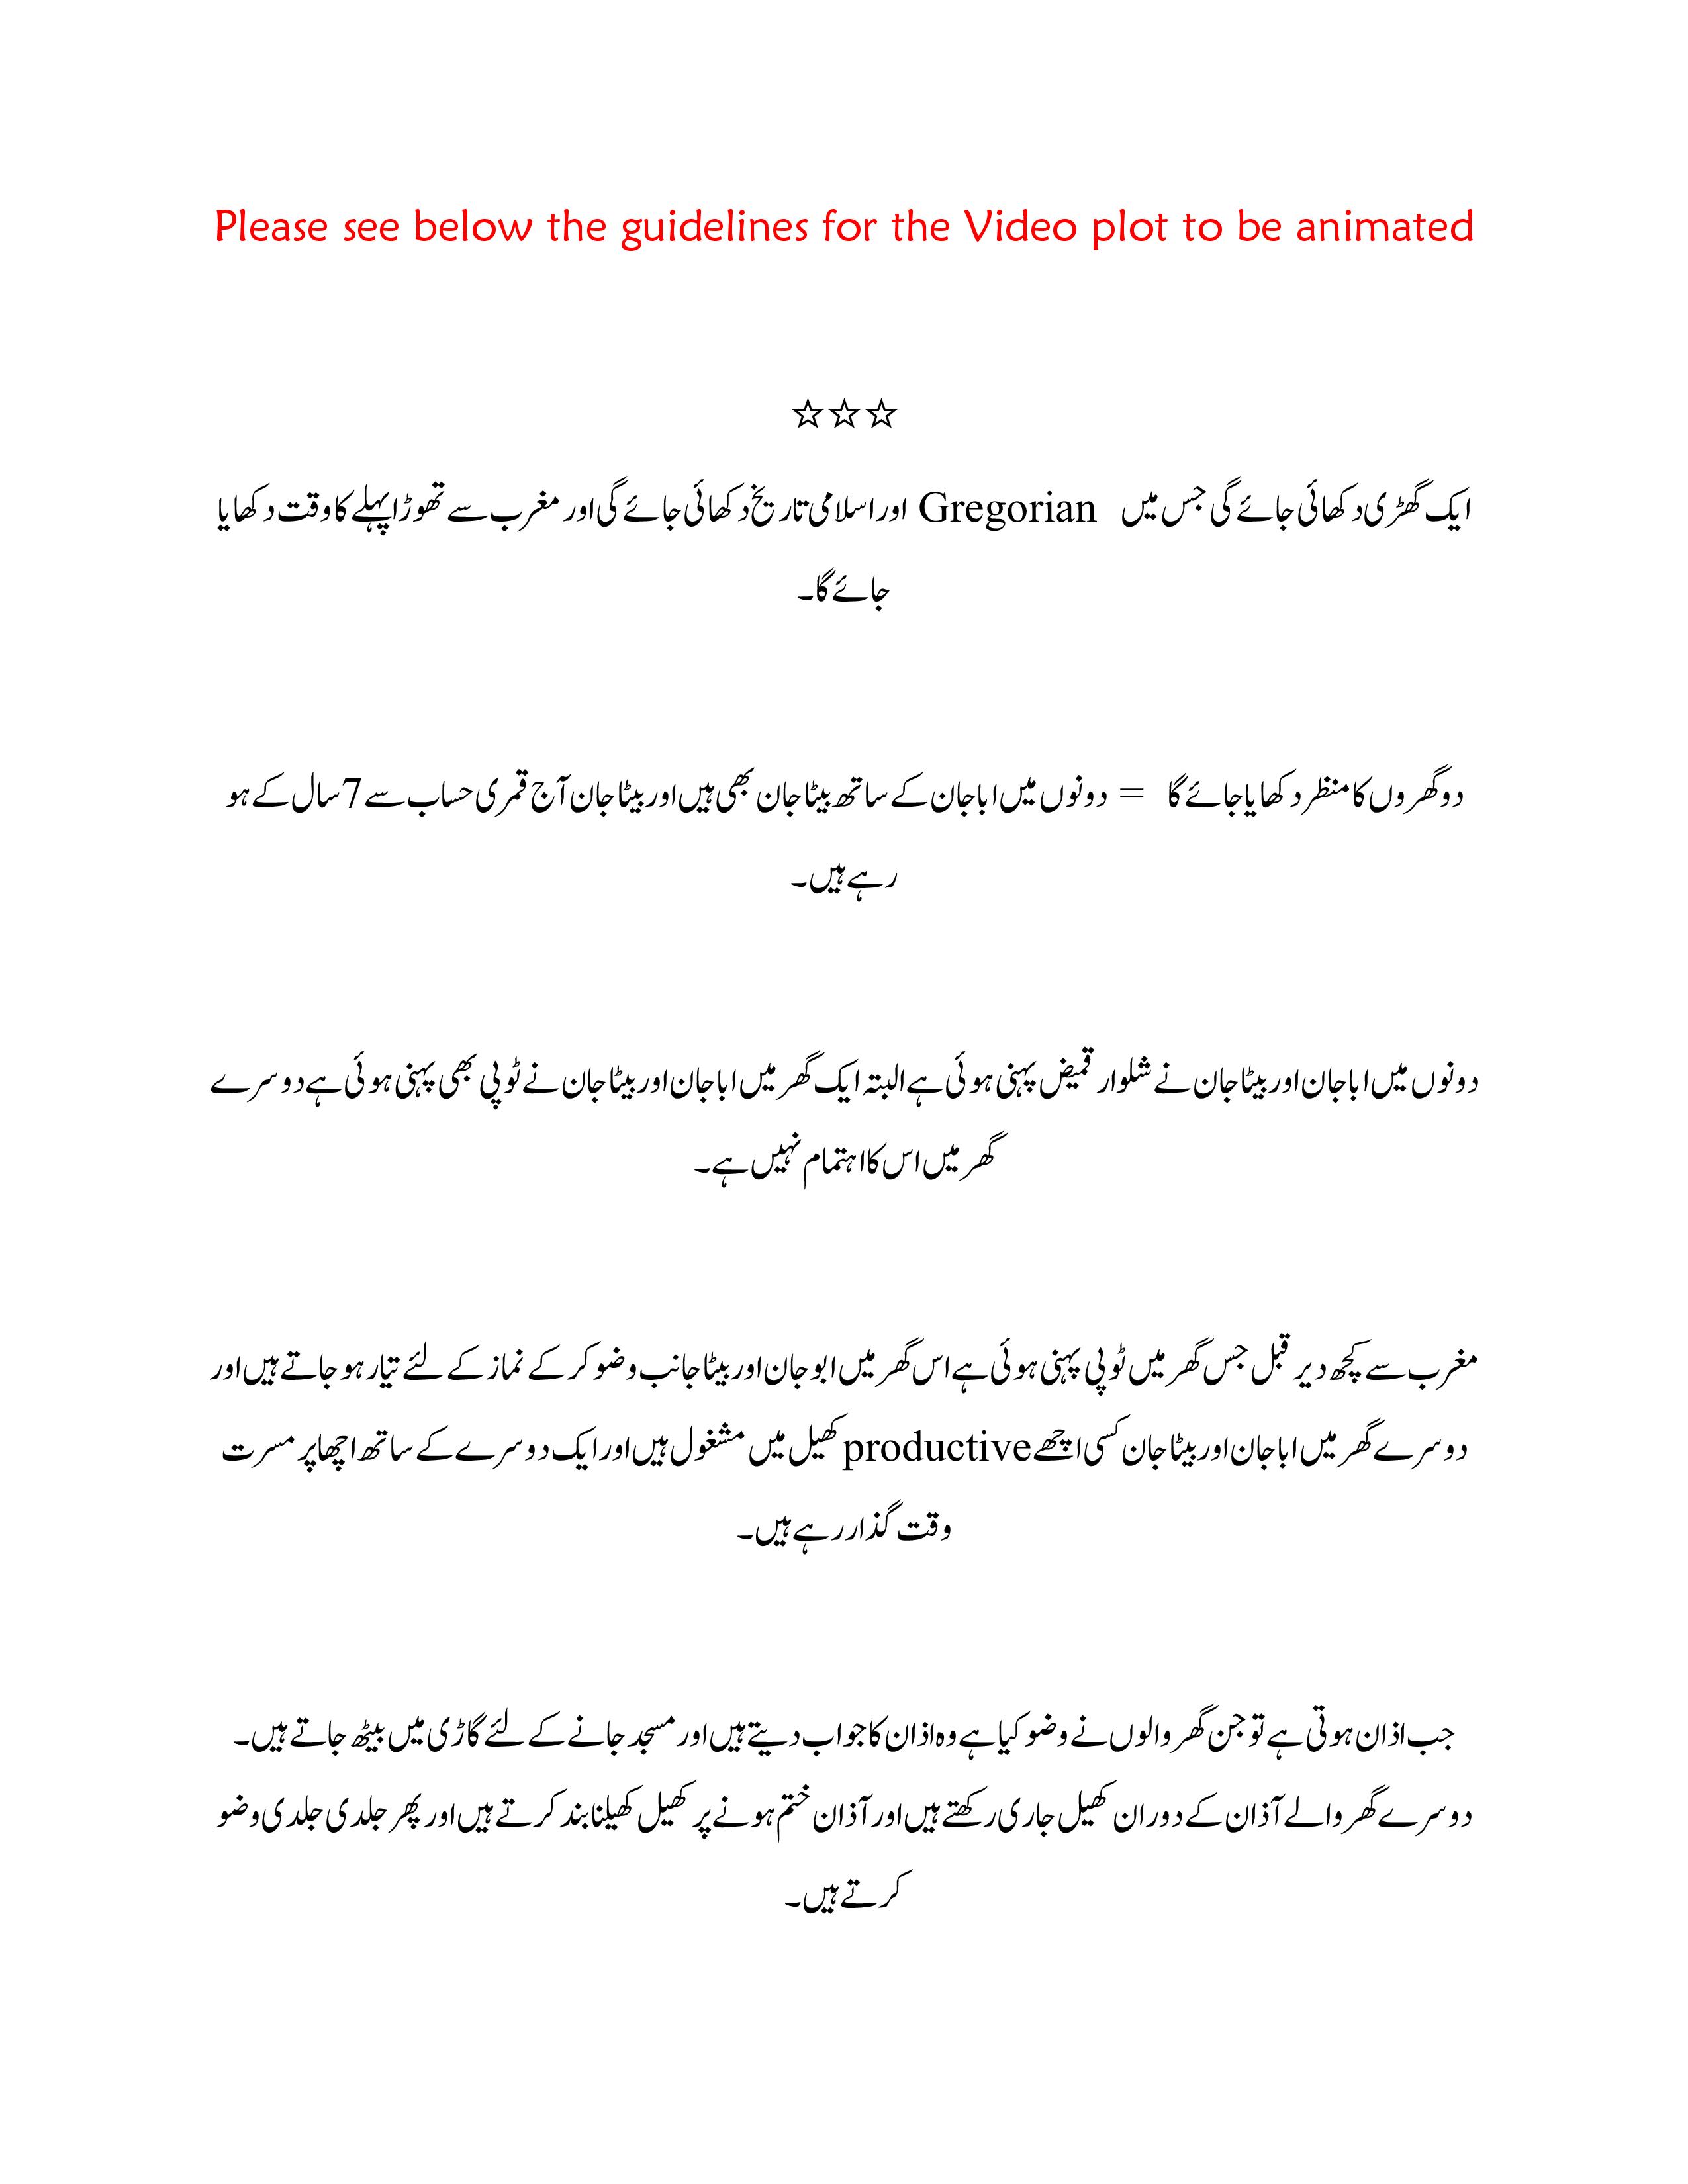 Please see below the guidelines for the Video plot to be animated
☆☆☆
ایک گھڑی دکھائی جائے گی جس میں Gregorian اور اسلامی تاریخ دکھائی جائے گی اور مغرب سے تھوڑا پہلے کا وقت دکھایا
جائے گا۔
دو گھروں کا منظر دکھایا جائے گا = دونوں میں ابا جان کے ساتھ بیٹا جان بھی ہیں اور بیٹا جان آج قمری حساب سے 7 سال کے ہو
رہے ہیں۔
دونوں میں ابا جان اور بیٹا جان نے شلوار قمیض پہنی ہوئی ہے البتہ ایک گھر میں ابا جان اور بیٹا جان نے ٹوپی بھی پہنی ہوئی ہے دوسرے
گھر میں اس کا اہتمام نہیں ہے۔
مغرب سے کچھ دیر قبل جس گھر میں ٹوپی پہنی ہوئی ہے اس گھر میں ابو جان اور بیٹا جانب وضو کر کے نماز کے لئے تیار ہو جاتے ہیں اور
دوسرے گھر میں ابا جان اور بیٹا جان کسی اچھے productive کھیل میں مشغول ہیں اور ایک دوسرے کے ساتھ اچھا پر مسرت
وقت گذار رہے ہیں۔
جب اذان ہوتی ہے تو جن گھر والوں نے وضو کیا ہے وہ اذان کا جواب دیتے ہیں اور مسجد جانے کے لئے گاڑی میں بیٹھ جاتے ہیں۔
دوسرے گھر والے آذان کے دوران کھیل جاری رکھتے ہیں اور آذان ختم ہونے پر کھیل کھیلنا بند کرتے ہیں اور پھر جلدی جلدی وضو
کرتے ہیں۔